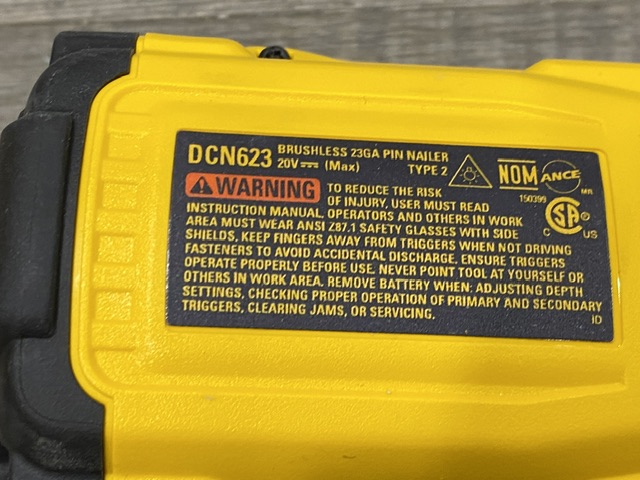 DCN623 BRUSHLESS 23GA PIN NAILER
20V (Max) TYPE 2
NOM ANCE
MR
150399
WARNING TO REDUCE THE RISK
OF INJURY, USER MUST READ
INSTRUCTION MANUAL, OPERATORS AND OTHERS IN WORK
AREA MUST WEAR ANSI Z87.1 SAFETY GLASSES WITH SIDE
SHIELDS, KEEP FINGERS AWAY FROM TRIGGERS WHEN NOT DRIVING
FASTENERS TO AVOID ACCIDENTAL DISCHARGE. ENSURE TRIGGERS
OPERATE PROPERLY BEFORE USE. NEVER POINT TOOL AT YOURSELF OR
OTHERS IN WORK AREA. REMOVE BATTERY WHEN: ADJUSTING DEPTH
SETTINGS, CHECKING PROPER OPERATION OF PRIMARY AND SECONDARY
TRIGGERS, CLEARING JAMS, OR SERVICING.
SA ®
C US
ID